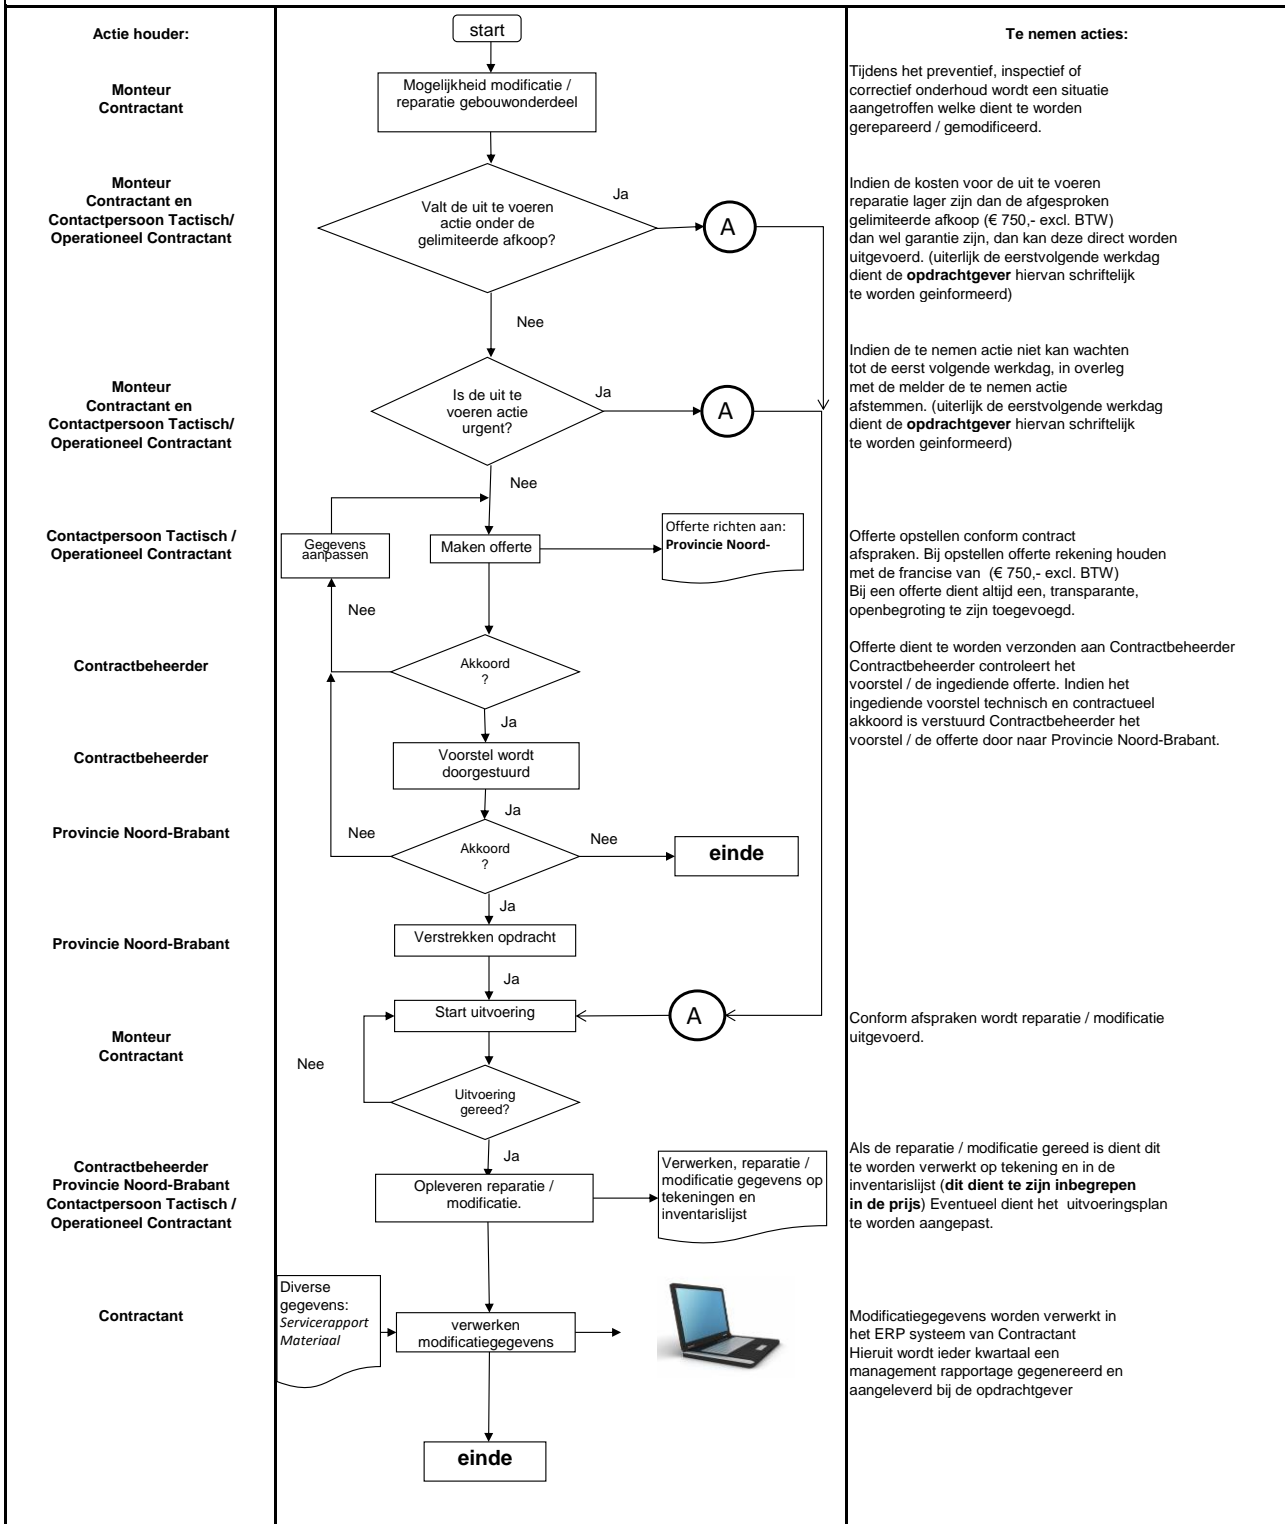 Actie houder:
start
Te nemen acties:
Monteur
Contractant
Mogelijkheid modificatie /
reparatie gebouwonderdeel
Tijdens het preventief, inspectief of
correctief onderhoud wordt een situatie
aangetroffen welke dient te worden
gerepareerd / gemodificeerd.
Monteur
Contractant en
Contactpersoon Tactisch/
Operationeel Contractant
Valt de uit te voeren
actie onder de
gelimiteerde afkoop?
Ja
A
Nee
Indien de kosten voor de uit te voeren
reparatie lager zijn dan de afgesproken
gelimiteerde afkoop (€ 750,- excl. BTW)
dan wel garantie zijn, dan kan deze direct worden
uitgevoerd. (uiterlijk de eerstvolgende werkdag
dient de opdrachtgever hiervan schriftelijk
te worden geinformeerd)
Monteur
Contractant en
Contactpersoon Tactisch/
Operationeel Contractant
Is de uit te
voeren actie
urgent?
Ja
A
Nee
Indien de te nemen actie niet kan wachten
tot de eerst volgende werkdag, in overleg
met de melder de te nemen actie
afstemmen. (uiterlijk de eerstvolgende werkdag
dient de opdrachtgever hiervan schriftelijk
te worden geinformeerd)
Contactpersoon Tactisch /
Operationeel Contractant
Gegevens
aanpassen
Maken offerte
Offerte richten aan:
Provincie Noord-
Nee
Offerte opstellen conform contract
afspraken. Bij opstellen offerte rekening houden
met de francise van (€ 750,- excl. BTW)
Bij een offerte dient altijd een, transparante,
openbegroting te zijn toegevoegd.
Contractbeheerder
Akkoord
?
Ja
Offerte dient te worden verzonden aan Contractbeheerder
Contractbeheerder controleert het
voorstel / de ingediende offerte. Indien het
ingediende voorstel technisch en contractueel
akkoord is verstuurd Contractbeheerder het
voorstel / de offerte door naar Provincie Noord-Brabant.
Contractbeheerder
Voorstel wordt
doorgestuurd
Ja
Provincie Noord-Brabant
Nee
Akkoord
?
Nee
einde
Ja
Provincie Noord-Brabant
Verstrekken opdracht
Ja
Monteur
Contractant
Start uitvoering
A
Nee
Uitvoering
gereed?
Ja
Conform afspraken wordt reparatie / modificatie
uitgevoerd.
Contractbeheerder
Provincie Noord-Brabant
Contactpersoon Tactisch /
Operationeel Contractant
Opleveren reparatie /
modificatie.
Verwerken, reparatie /
modificatie gegevens op
tekeningen en
inventarislijst
Als de reparatie / modificatie gereed is dient dit
te worden verwerkt op tekening en in de
inventarislijst (dit dient te zijn inbegrepen
in de prijs) Eventueel dient het uitvoeringsplan
te worden aangepast.
Contractant
Diverse
gegevens:
Servicerapport
Materiaal
verwerken
modificatiegegevens
Modificatiegegevens worden verwerkt in
het ERP systeem van Contractant
Hieruit wordt ieder kwartaal een
management rapportage gegenereerd en
aangeleverd bij de opdrachtgever
einde